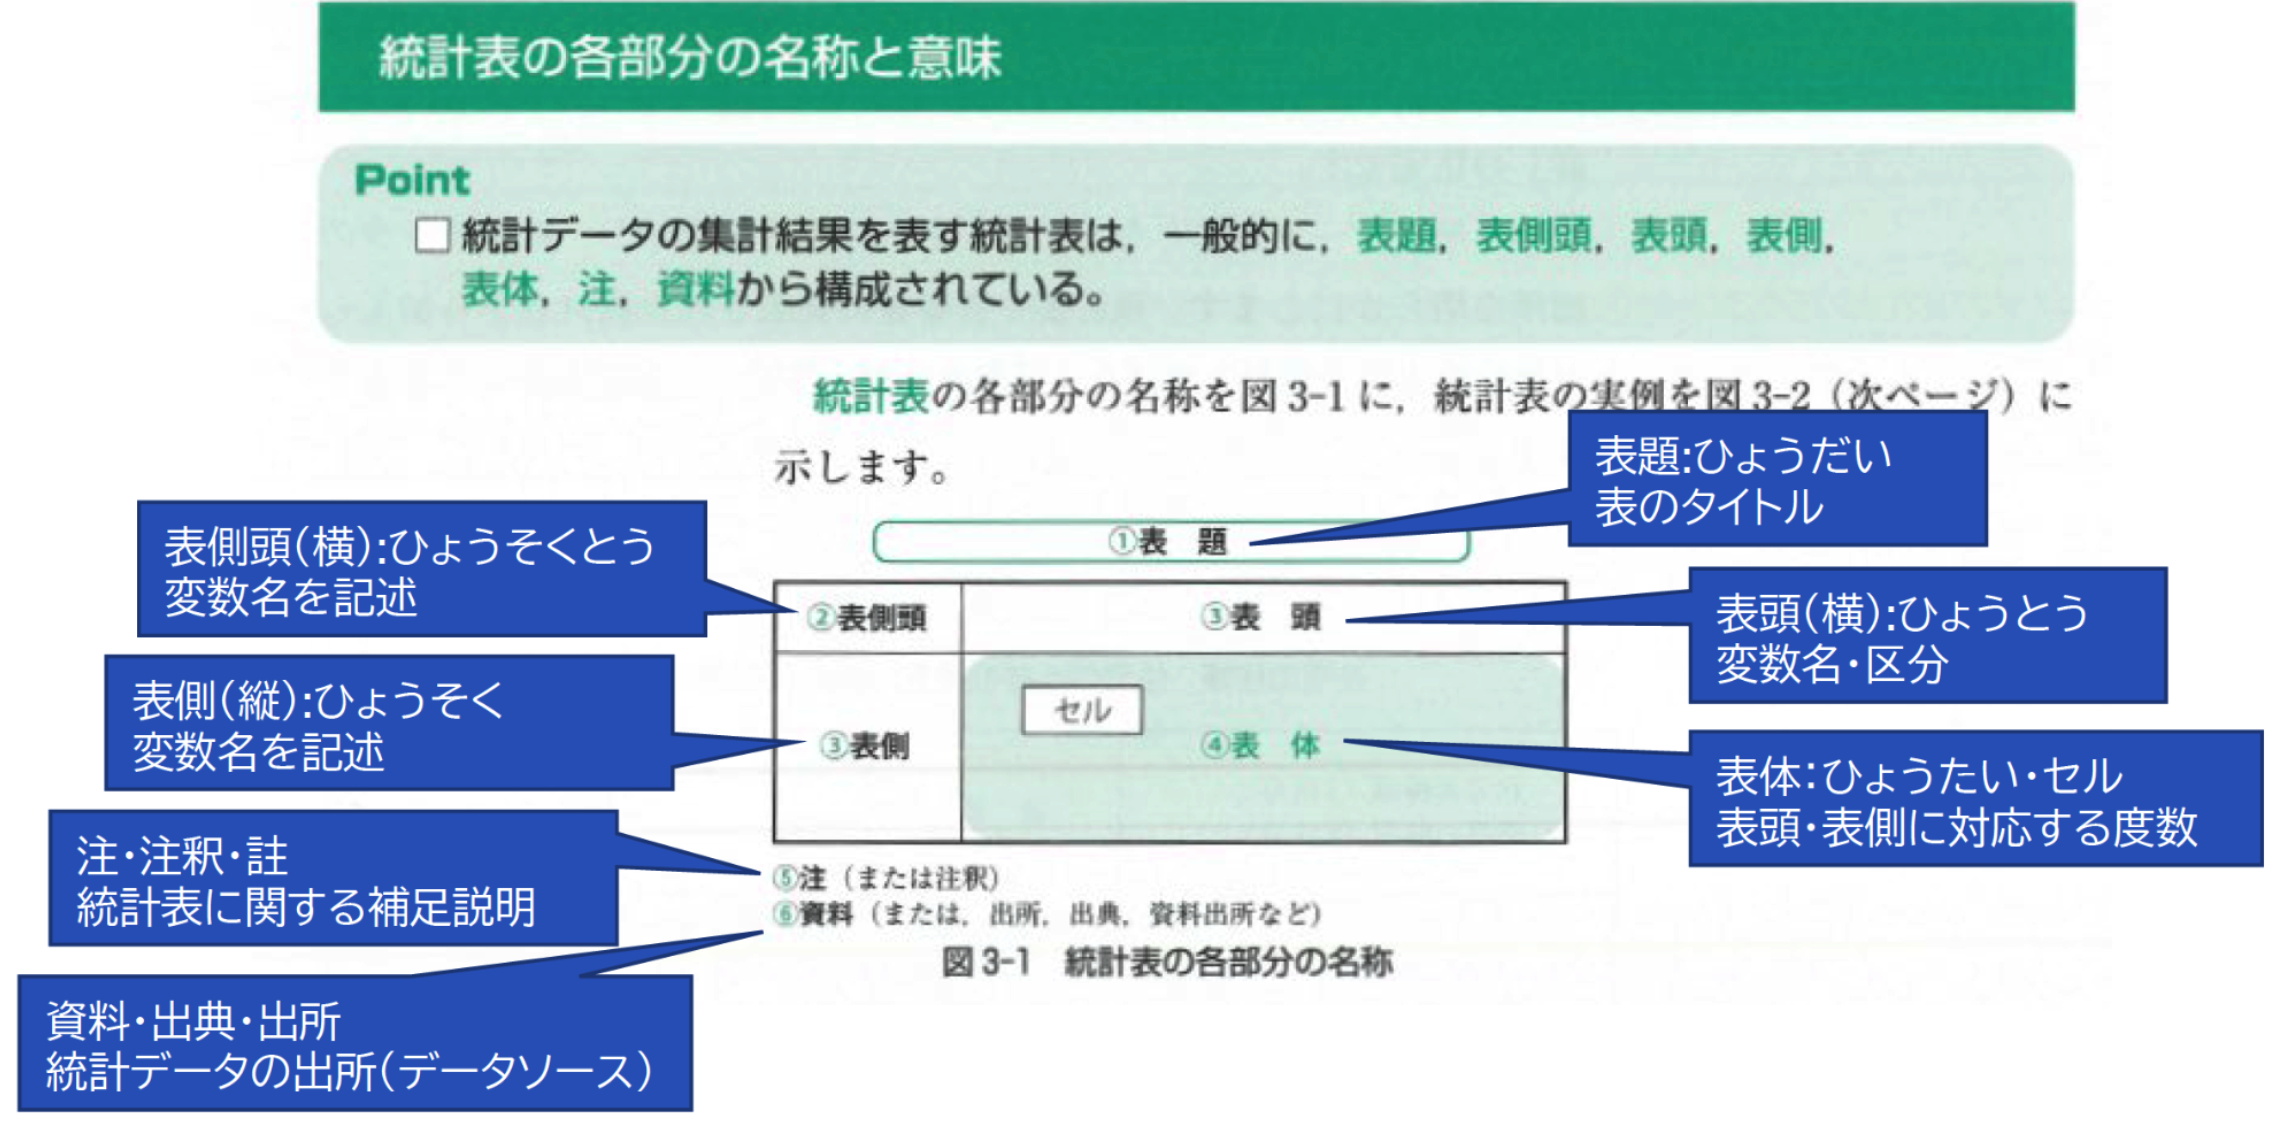 統計表の各部分の名称と意味
Point
□統計データの集計結果を表す統計表は，一般的に，表題，表側頭，表頭，表側，
表体，注，資料から構成されている。
統計表の各部分の名称を図3-1に，統計表の実例を図3-2（次ページ）に
示します。
表題:ひょうだい
表のタイトル
①表　題
表側頭(横):ひょうそくとう
変数名を記述
②表側頭
③表　頭
表頭(横):ひょうとう
変数名・区分
表側(縦):ひょうそく
変数名を記述
③表側
セル
④表　体
表体：ひょうたい・セル
表頭・表側に対応する度数
注・注釈・註
統計表に関する補足説明
⑤注（または注釈）
⑥資料（または，出所，出典，資料出所など）
図3-1　統計表の各部分の名称
資料・出典・出所
統計データの出所(データソース)